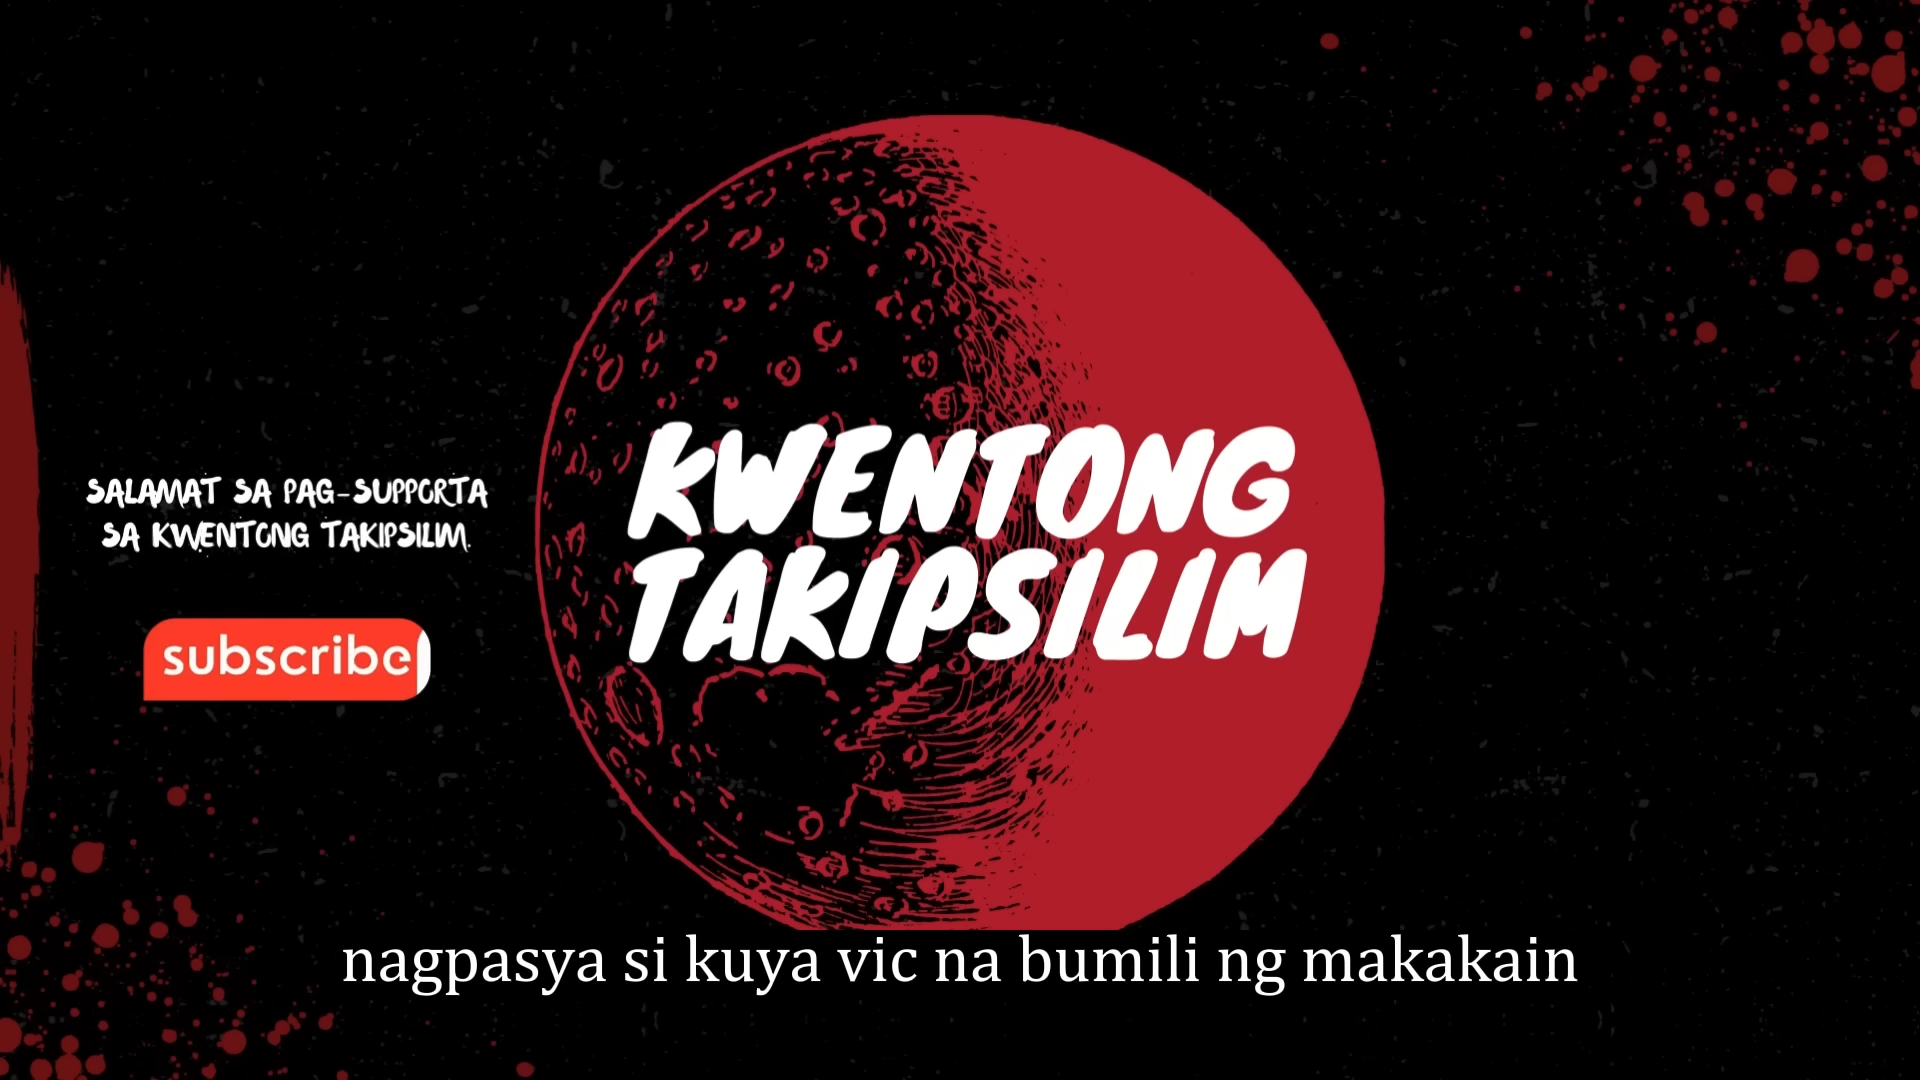 SALAMAT SA PAG-SUPPORTA
SA KWENTONG TAKIPSILIM.
subscribe
KWENTONG
TAKIPSILIM
nagpasya si kuya vic na bumili ng makakain